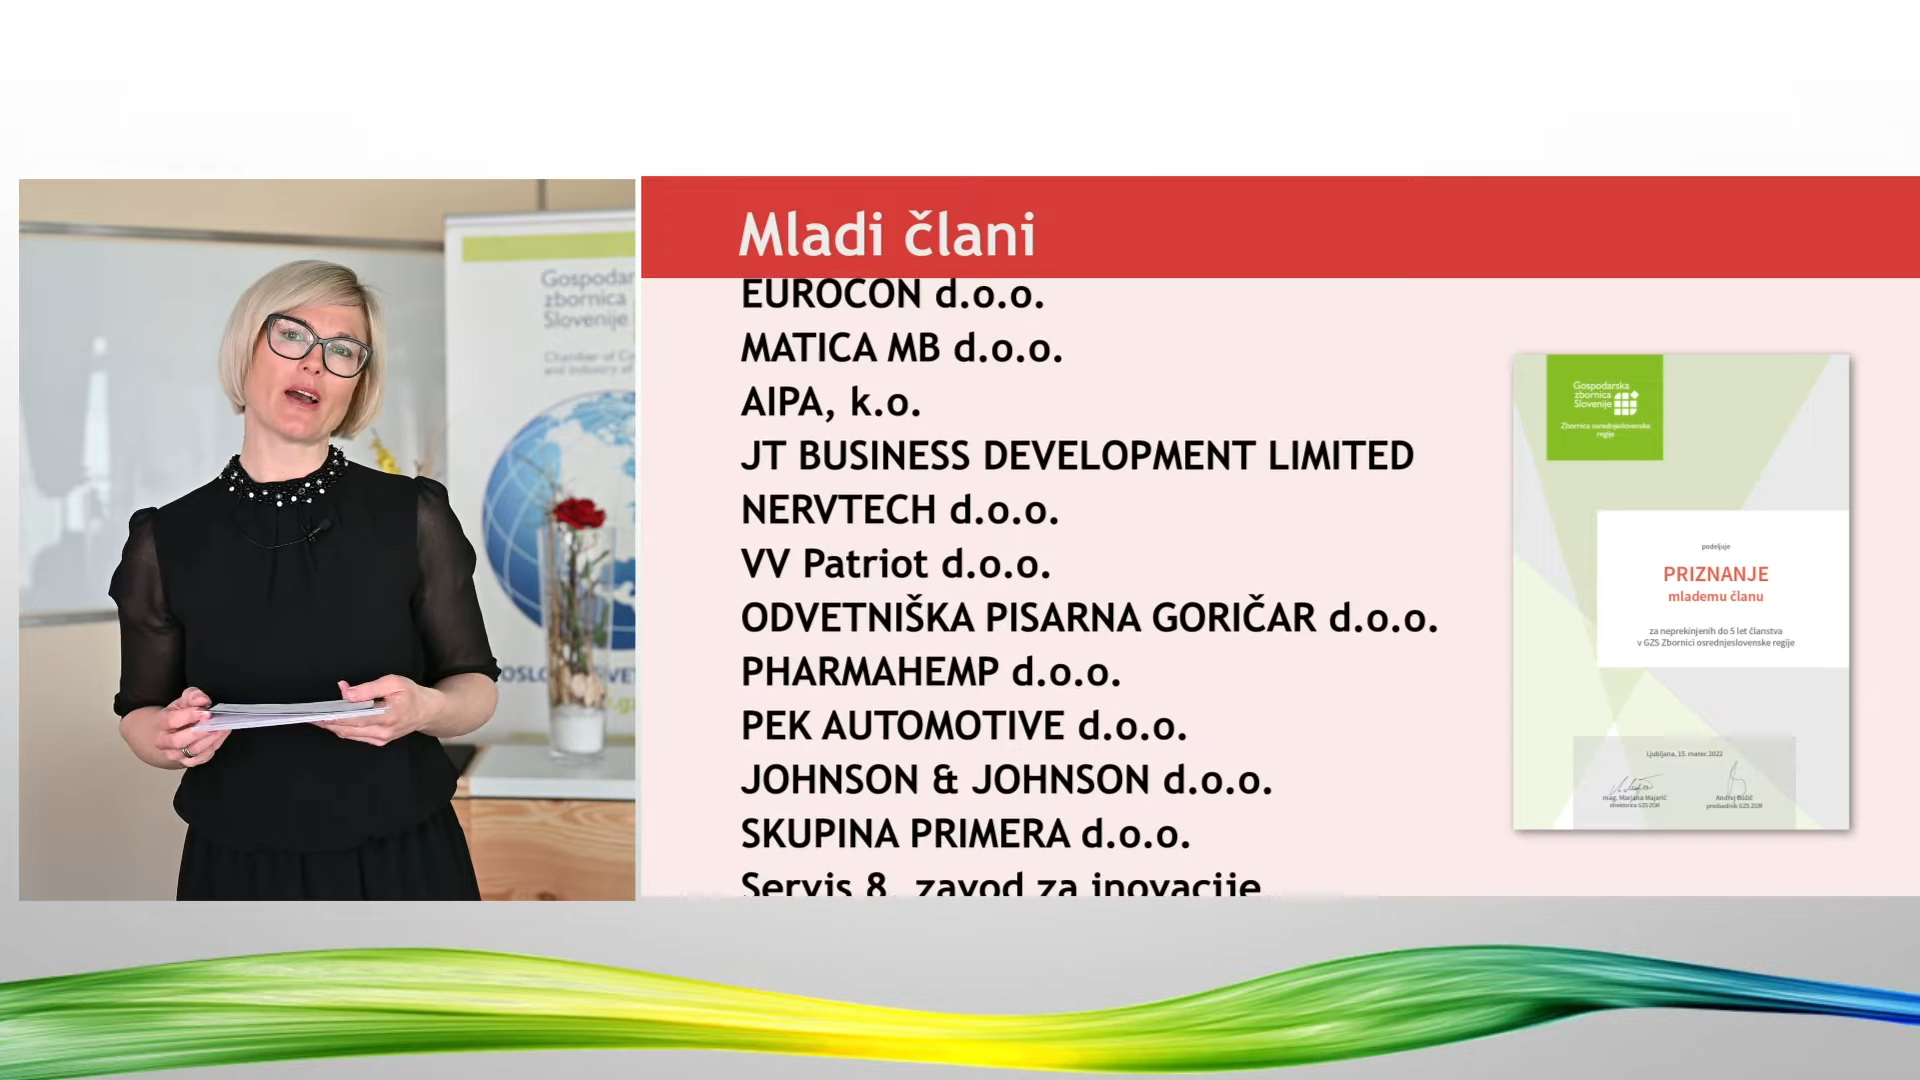 Mladi člani
EUROCON d.o.o.
MATICA MB d.o.o.
AIPA, k.o.
JT BUSINESS DEVELOPMENT LIMITED
NERVTECH d.o.o.
VV Patriot d.o.o.
ODVETNIŠKA PISARNA GORIČAR d.o.o.
PHARMAHEMP d.o.o.
PEK AUTOMOTIVE d.o.o.
JOHNSON & JOHNSON d.o.o.
SKUPINA PRIMERA d.o.o.
Servis 8, zavod za inovacije
Gospodar
zbornica
Slovenije
Chamber of Co
and Industry of
Gospodarska
zbornica
Slovenije
Zbornica osrednjeslovenske
regije
podeljuje
PRIZNANJE
mlademu članu
za neprekinjenih do 5 let članstva
v GZS Zbornici osrednjeslovenske regije
Ljubljana, 15. marec 2022
mag. Marjana Majerič
direktorica GZS ZOR
Andrej Božič
predsednik GZS ZOR